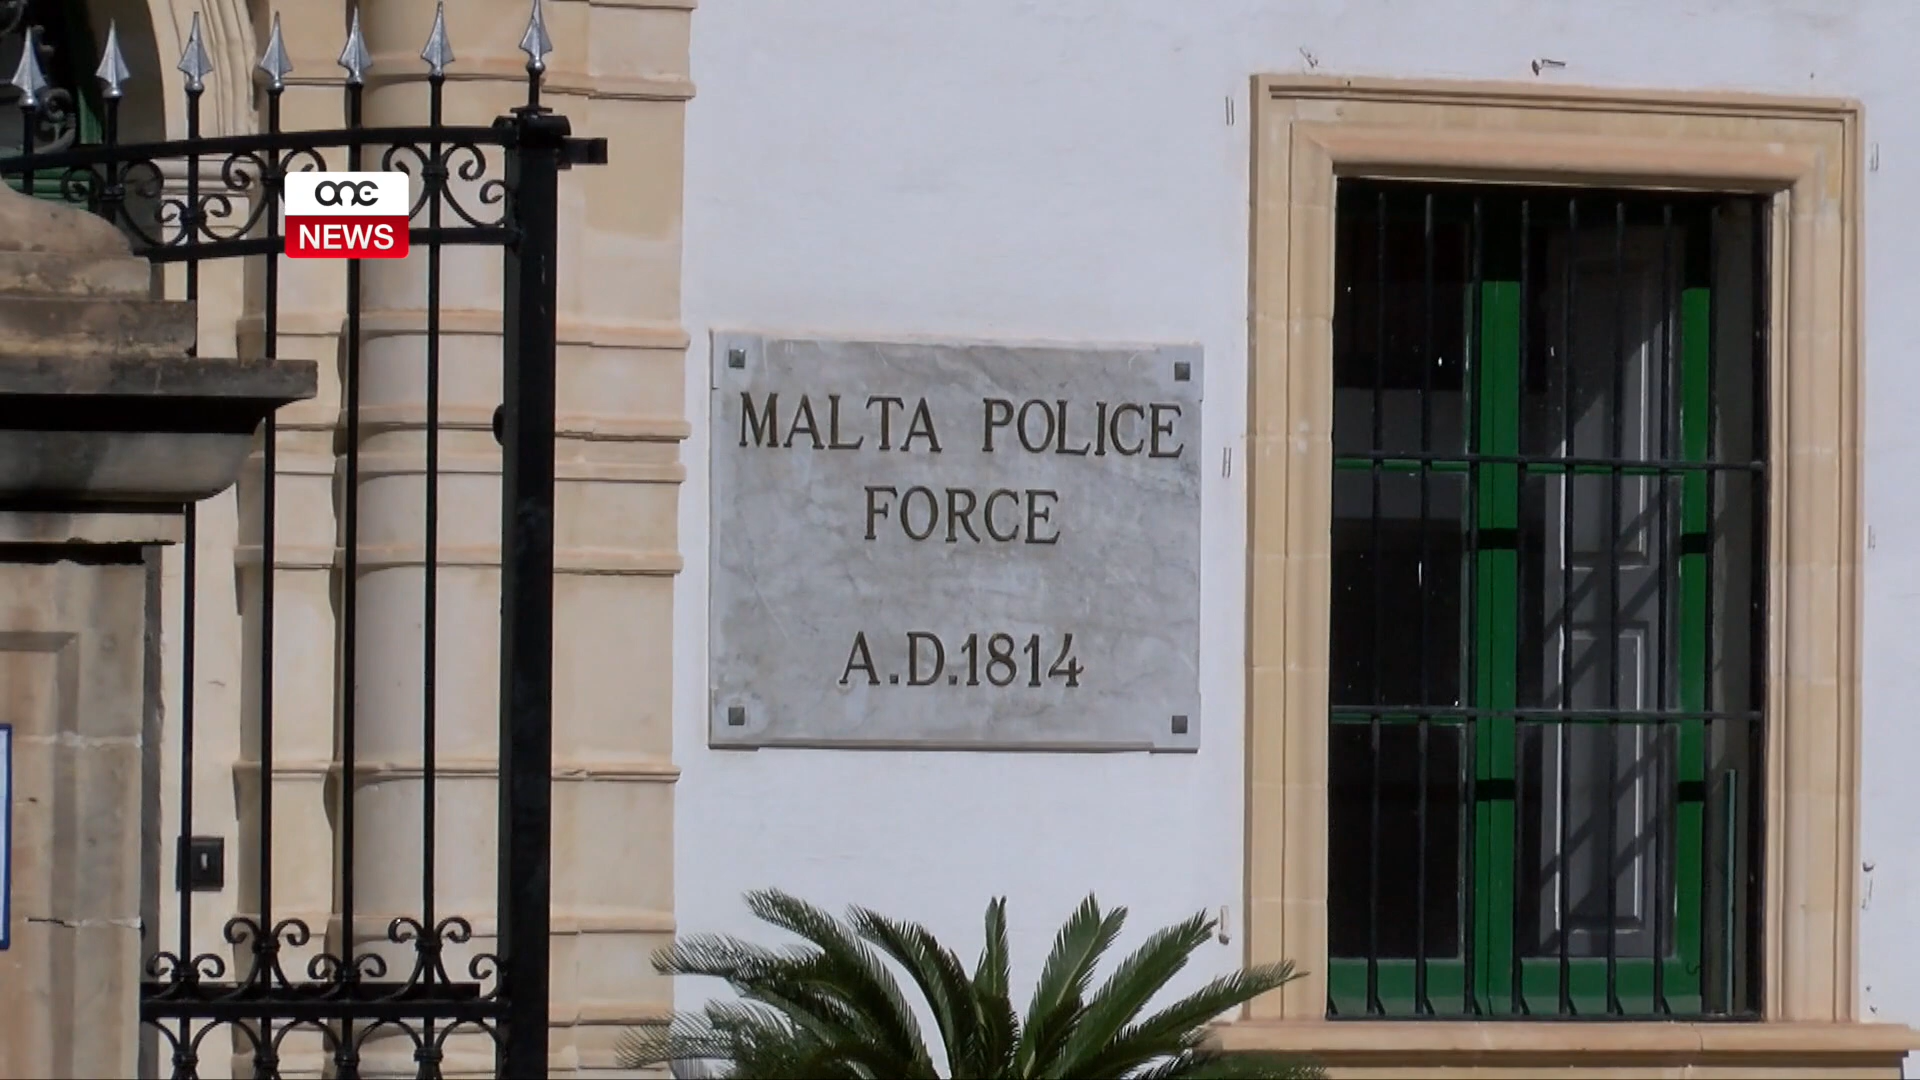 one
NEWS
MALTA POLICE
FORCE
A.D.1814